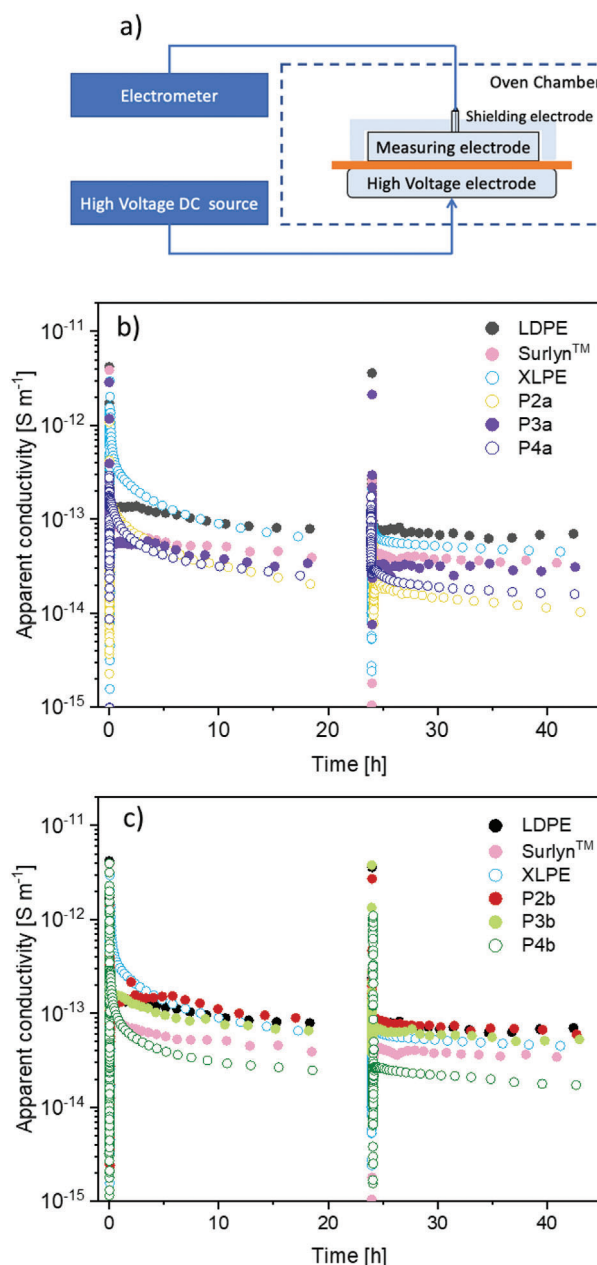 a)
Electrometer
Oven Chamber
Shielding electrode
Measuring electrode
High Voltage DC source
High Voltage electrode
b)
LDPE
Surlyn™
XLPE
P2a
P3a
P4a
10⁻¹¹
10⁻¹²
10⁻¹³
10⁻¹⁴
10⁻¹⁵
Apparent conductivity [S m⁻¹]
0 10 20 30 40
Time [h]
c)
LDPE
Surlyn™
XLPE
P2b
P3b
P4b
10⁻¹¹
10⁻¹²
10⁻¹³
10⁻¹⁴
10⁻¹⁵
Apparent conductivity [S m⁻¹]
0 10 20 30 40
Time [h]